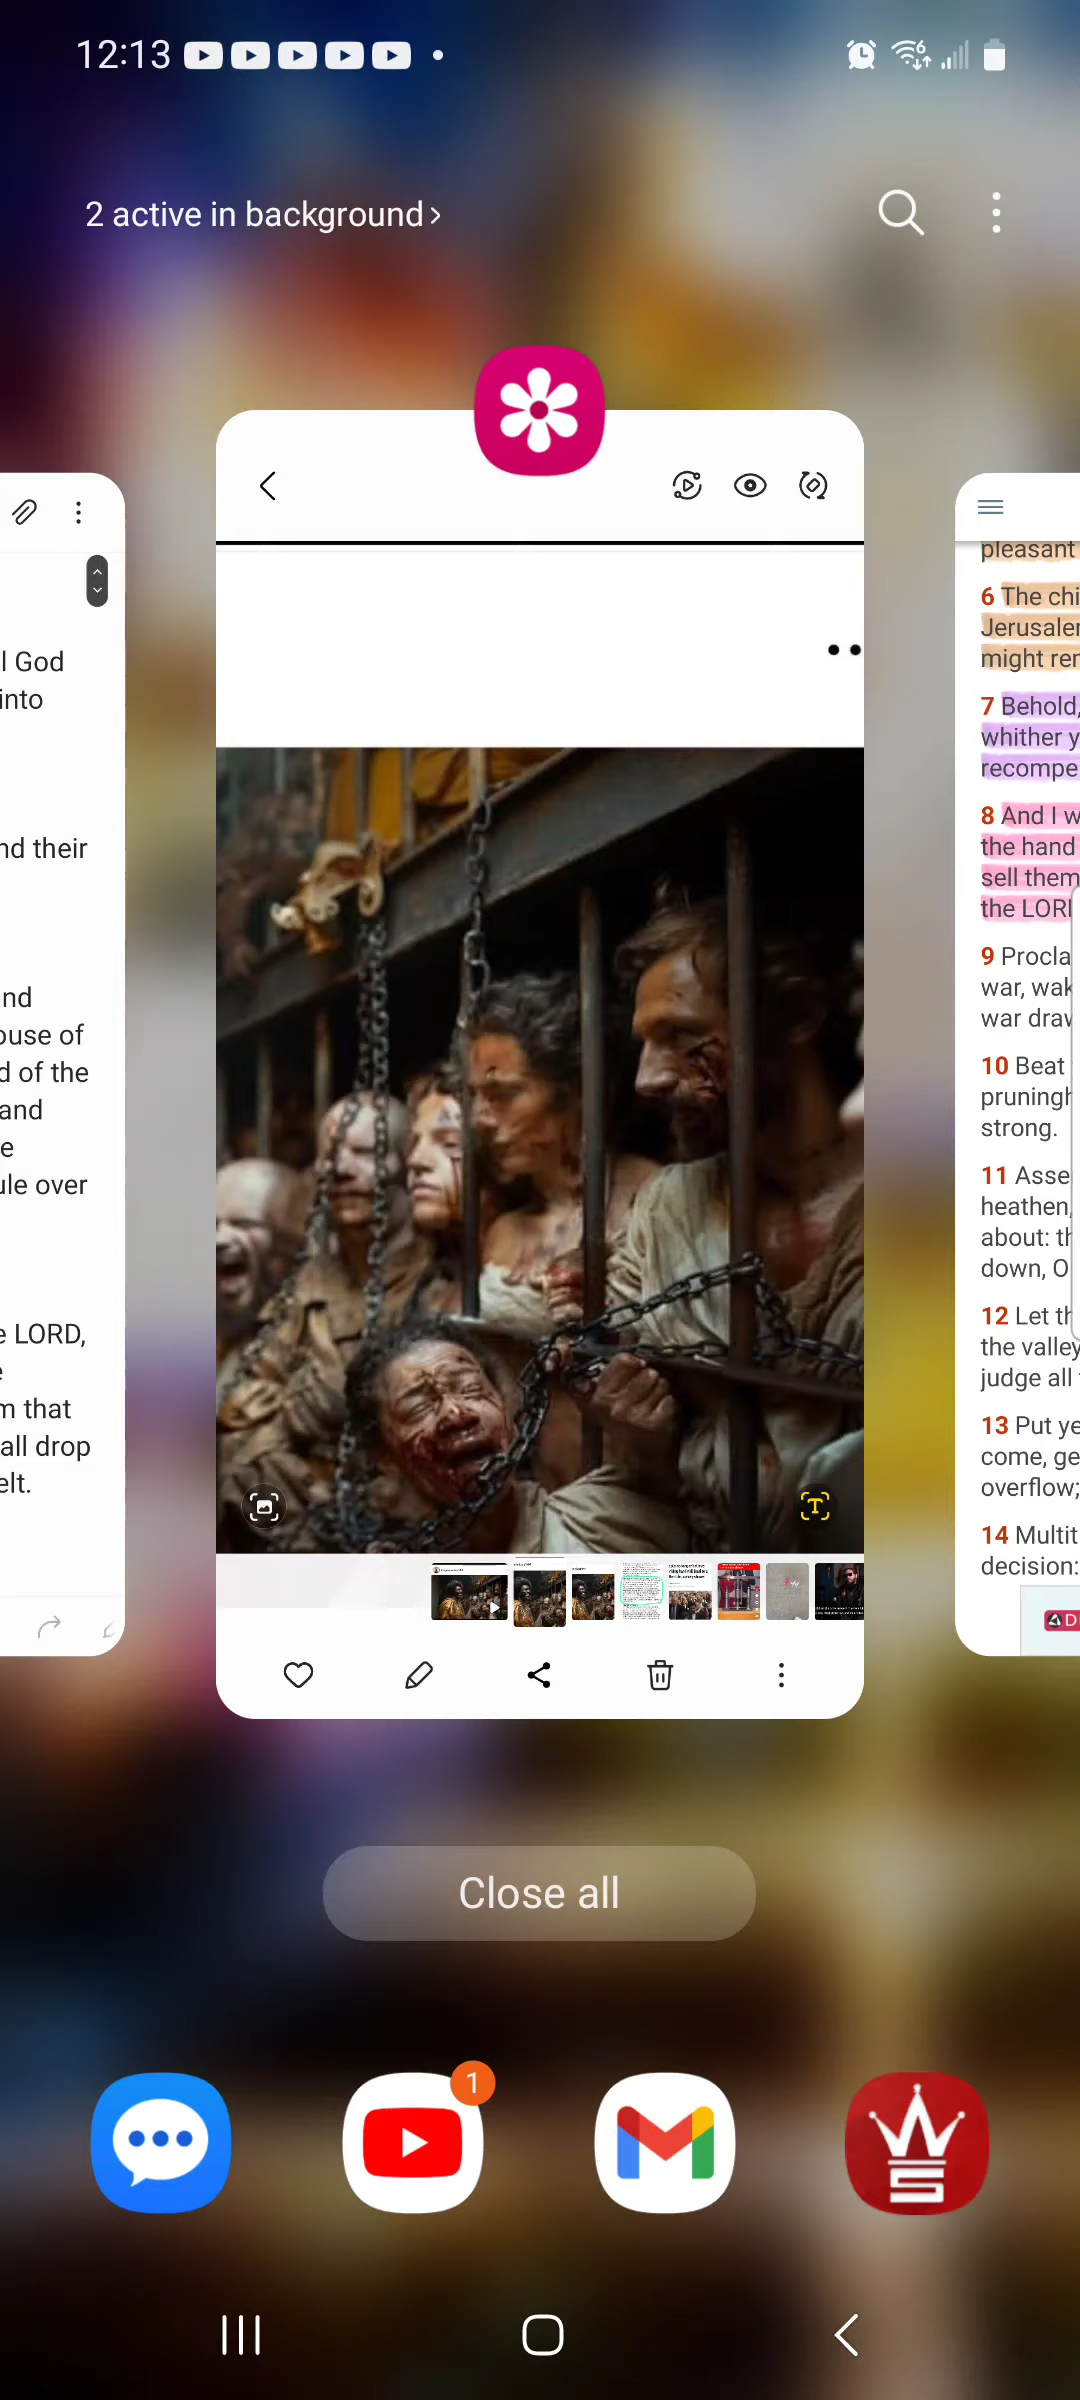 12:13
2 active in background
l God
into
nd their
nd
ouse of
d of the
and
e
ule over
e LORD,
e
m that
all drop
elt.
pleasant
6 The chi
Jerusaler
might rer
7 Behold,
whither y
recompe
8 And I w
the hand
sell them
the LORD
9 Procla
war, wak
war draw
10 Beat
pruningh
strong.
11 Asse
heathen,
about: th
down, O
12 Let th
the valley
judge all
13 Put ye
come, ge
overflow;
14 Multit
decision:
D
T
Close all
1